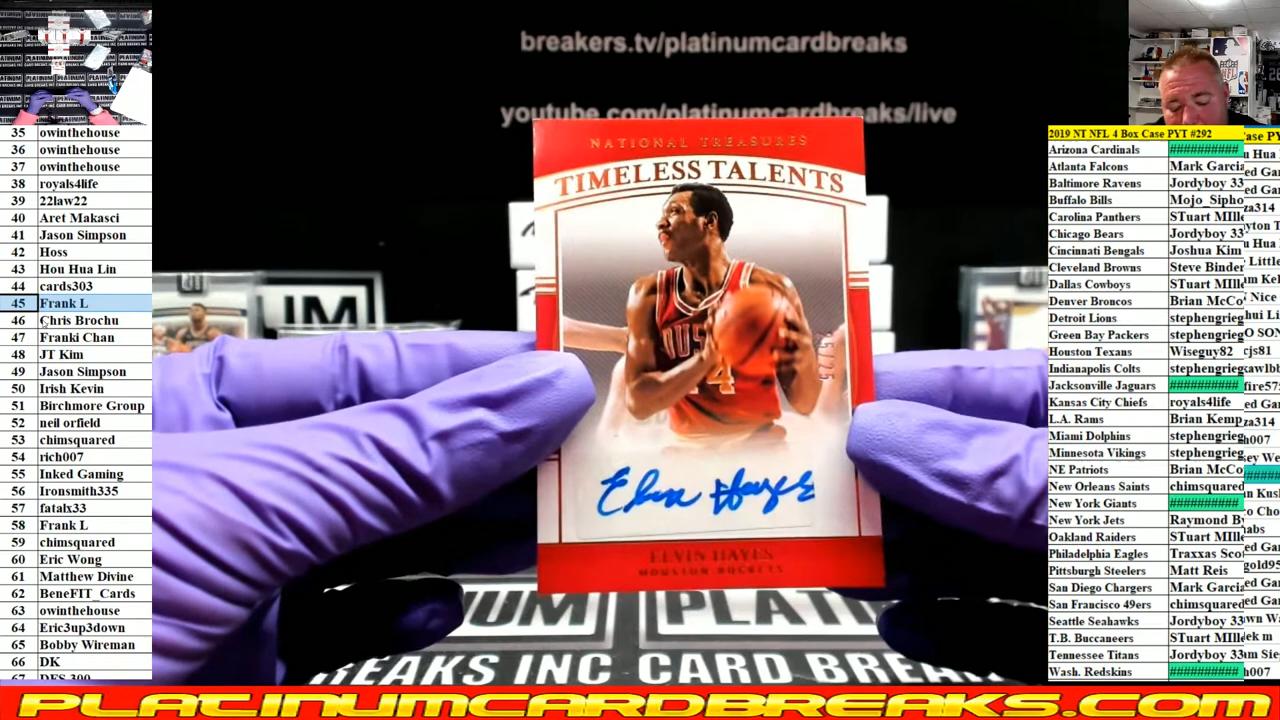 breakers.tv/platinumcardbreaks
youtube.com/platinumcardbreaks/live
35 owinthehouse
36 owinthehouse
37 owinthehouse
38 royals4life
39 22law22
40 Aret Makasci
41 Jason Simpson
42 Hoss
43 Hou Hua Lin
44 cards303
45 Frank L
46 Chris Brochu
47 Franki Chan
48 JT Kim
49 Jason Simpson
50 Irish Kevin
51 Birchmore Group
52 neil orfield
53 chimsquared
54 rich007
55 Inked Gaming
56 Ironsmith335
57 fatalx33
58 Frank L
59 chimsquared
60 Eric Wong
61 Matthew Divine
62 BeneFIT_Cards
63 owinthehouse
64 Eric3up3down
65 Bobby Wireman
66 DK
67 DFS 300
NATIONAL TREASURES
TIMELESS TALENTS
Elvin Hayes
ELVIN HAYES
HOUSTON ROCKETS
PLATINUM
CARD BREA
2019 NT NFL 4 Box Case PYT #292
Arizona Cardinals ##########
Atlanta Falcons Mark Garcia
Baltimore Ravens Jordyboy 33
Buffalo Bills Mojo_Sipho
Carolina Panthers STuart MIlle
Chicago Bears Jordyboy 33
Cincinnati Bengals Joshua Kim
Cleveland Browns Steve Binder
Dallas Cowboys STuart MIlle
Denver Broncos Brian McCo
Detroit Lions stephengrieg
Green Bay Packers stephengrieg
Houston Texans Wiseguy82
Indianapolis Colts stephengrieg
Jacksonville Jaguars ##########
Kansas City Chiefs royals4life
L.A. Rams Brian Kemp
Miami Dolphins stephengrieg
Minnesota Vikings stephengrieg
NE Patriots Brian McCo
New Orleans Saints chimsquared
New York Giants ##########
New York Jets Raymond By
Oakland Raiders STuart MIlle
Philadelphia Eagles Traxxas Sco
Pittsburgh Steelers Matt Reis
San Diego Chargers Mark Garcia
San Francisco 49ers chimsquared
Seattle Seahawks Jordyboy 33
T.B. Buccaneers STuart MIlle
Tennessee Titans Jordyboy 33
Wash. Redskins ##########
PLATINUMCARDBREAKS.COM